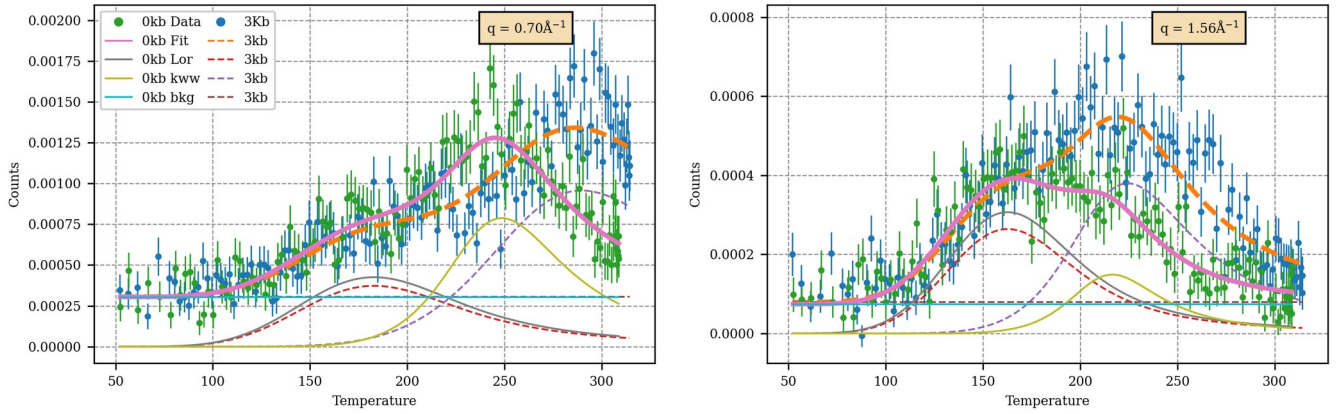 0.00200
0.00175
0.00150
0.00125
0.00100
0.00075
0.00050
0.00025
0.00000
Counts
50 100 150 200 250 300
Temperature
0kb Data 3Kb
0kb Fit 3kb
0kb Lor 3kb
0kb kww 3kb
0kb bkg 3kb
q = 0.70Å⁻¹
0.0008
0.0006
0.0004
0.0002
0.0000
Counts
50 100 150 200 250 300
Temperature
q = 1.56Å⁻¹